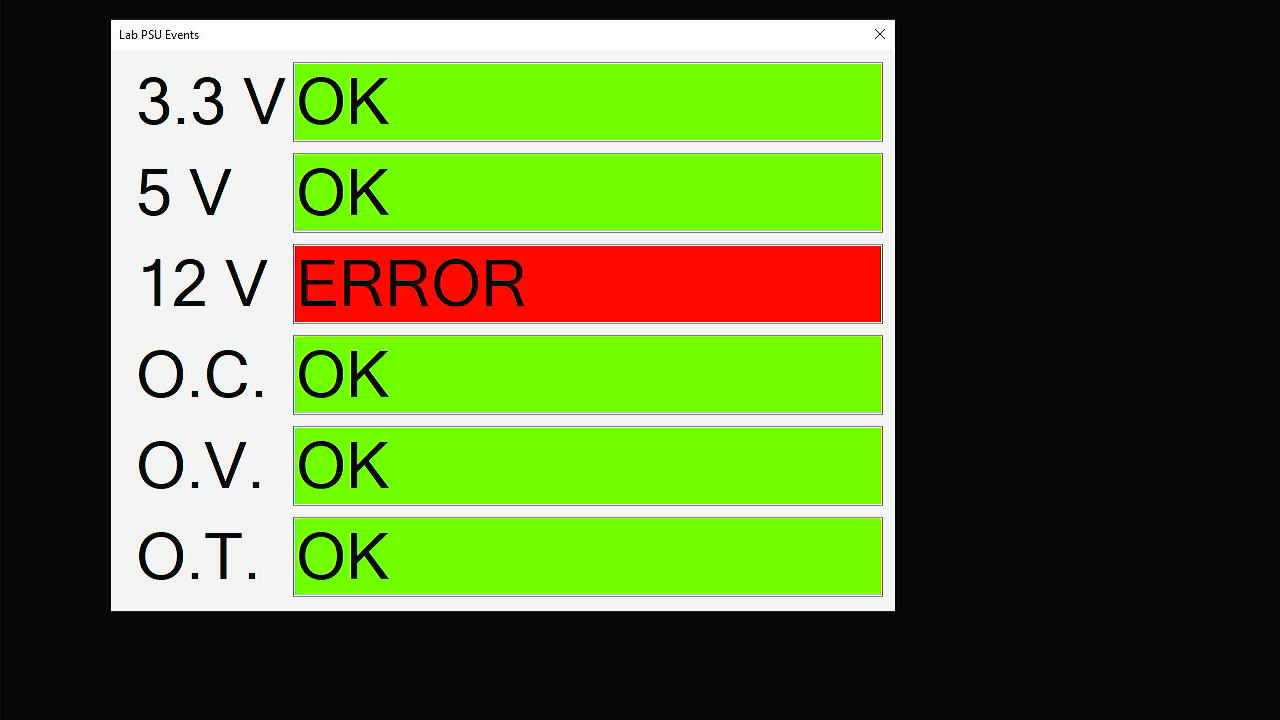 Lab PSU Events
3.3 V OK
5 V OK
12 V ERROR
O.C. OK
O.V. OK
O.T. OK